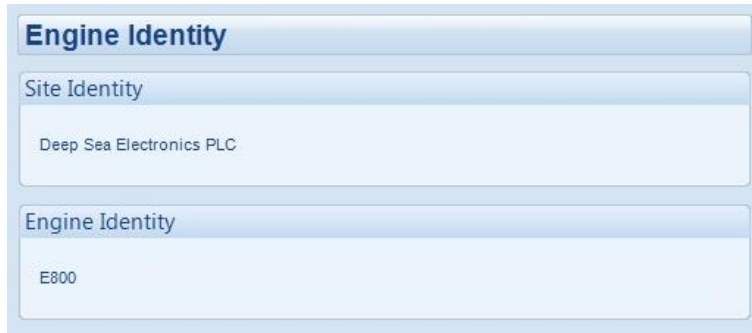 Engine Identity
Site Identity
Deep Sea Electronics PLC
Engine Identity
E800